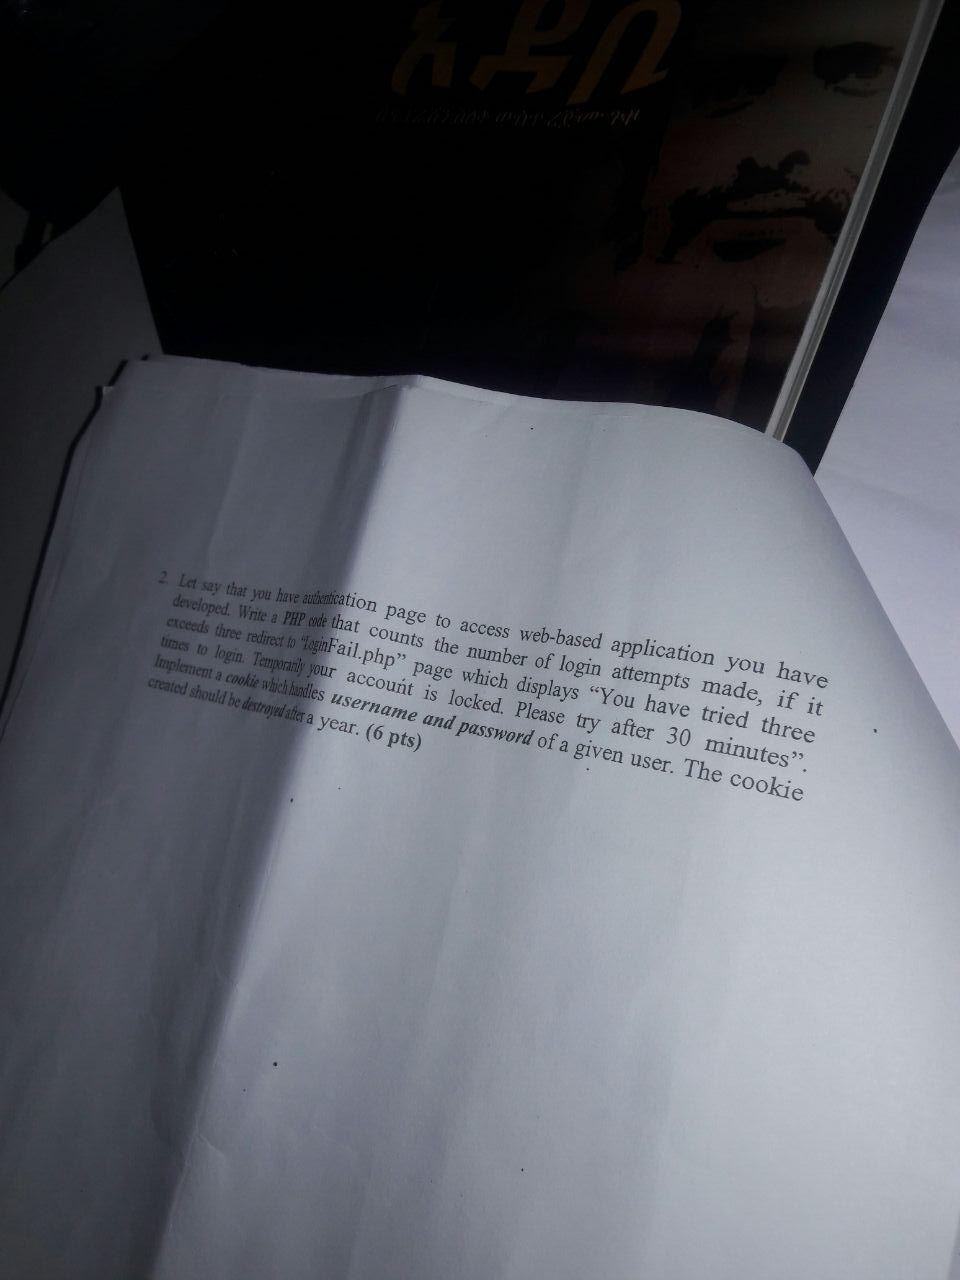 አዳቤ
2. Let say that you have authentication page to access web-based application you have
developed. Write a PHP code that counts the number of login attempts made, if it
exceeds three redirect to "LoginFail.php" page which displays "You have tried three
times to login. Temporarily your account is locked. Please try after 30 minutes".
Implement a cookie which handles username and password of a given user. The cookie
created should be destroyed after a year. (6 pts)